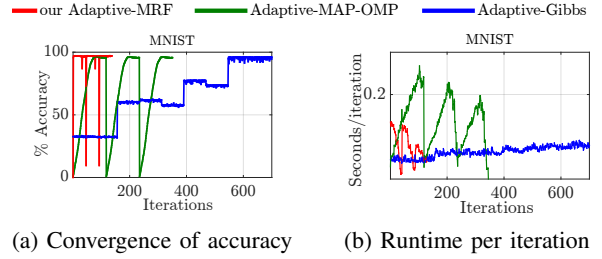 our Adaptive-MRF Adaptive-MAP-OMP Adaptive-Gibbs
MNIST
% Accuracy
100
50
0
200 400 600
Iterations
(a) Convergence of accuracy
MNIST
Seconds/iteration
0.2
200 400 600
Iterations
(b) Runtime per iteration